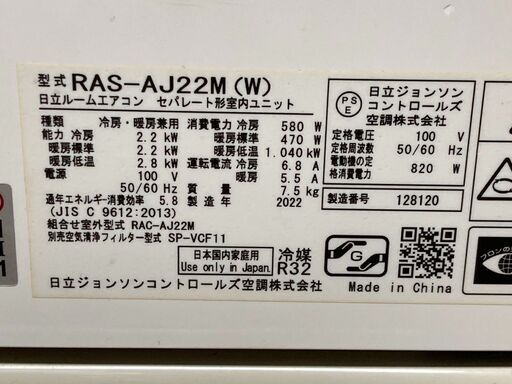 型式 RAS-AJ22M(W)
日立ルームエアコン セパレート形室内ユニット
種類 冷房・暖房兼用
能力 冷房 2.2 kW
暖房標準 2.2 kW
暖房低温 2.8 kW
電源 100 V
50/60 Hz
通年エネルギー消費効率 5.8
(JIS C 9612:2013)
消費電力 冷房 580 W
暖房標準 470 W
暖房低温 1.040 kW
運転電流 冷房 6.8 A
暖房 5.5 A
質量 7.5 kg
製造年 2022
組合せ室外型式 RAC-AJ22M
別売空気清浄フィルター型式 SP-VCF11
日本国内家庭用
Use only in Japan.
冷媒
R32
日立ジョンソンコントロールズ空調株式会社
PS
E
日立ジョンソン
コントロールズ
空調株式会社
定格電圧: 100 V
定格周波数: 50/60 Hz
電動機の定
格消費電力: 820 W
製造番号 128120
G
Made in China
フロンの